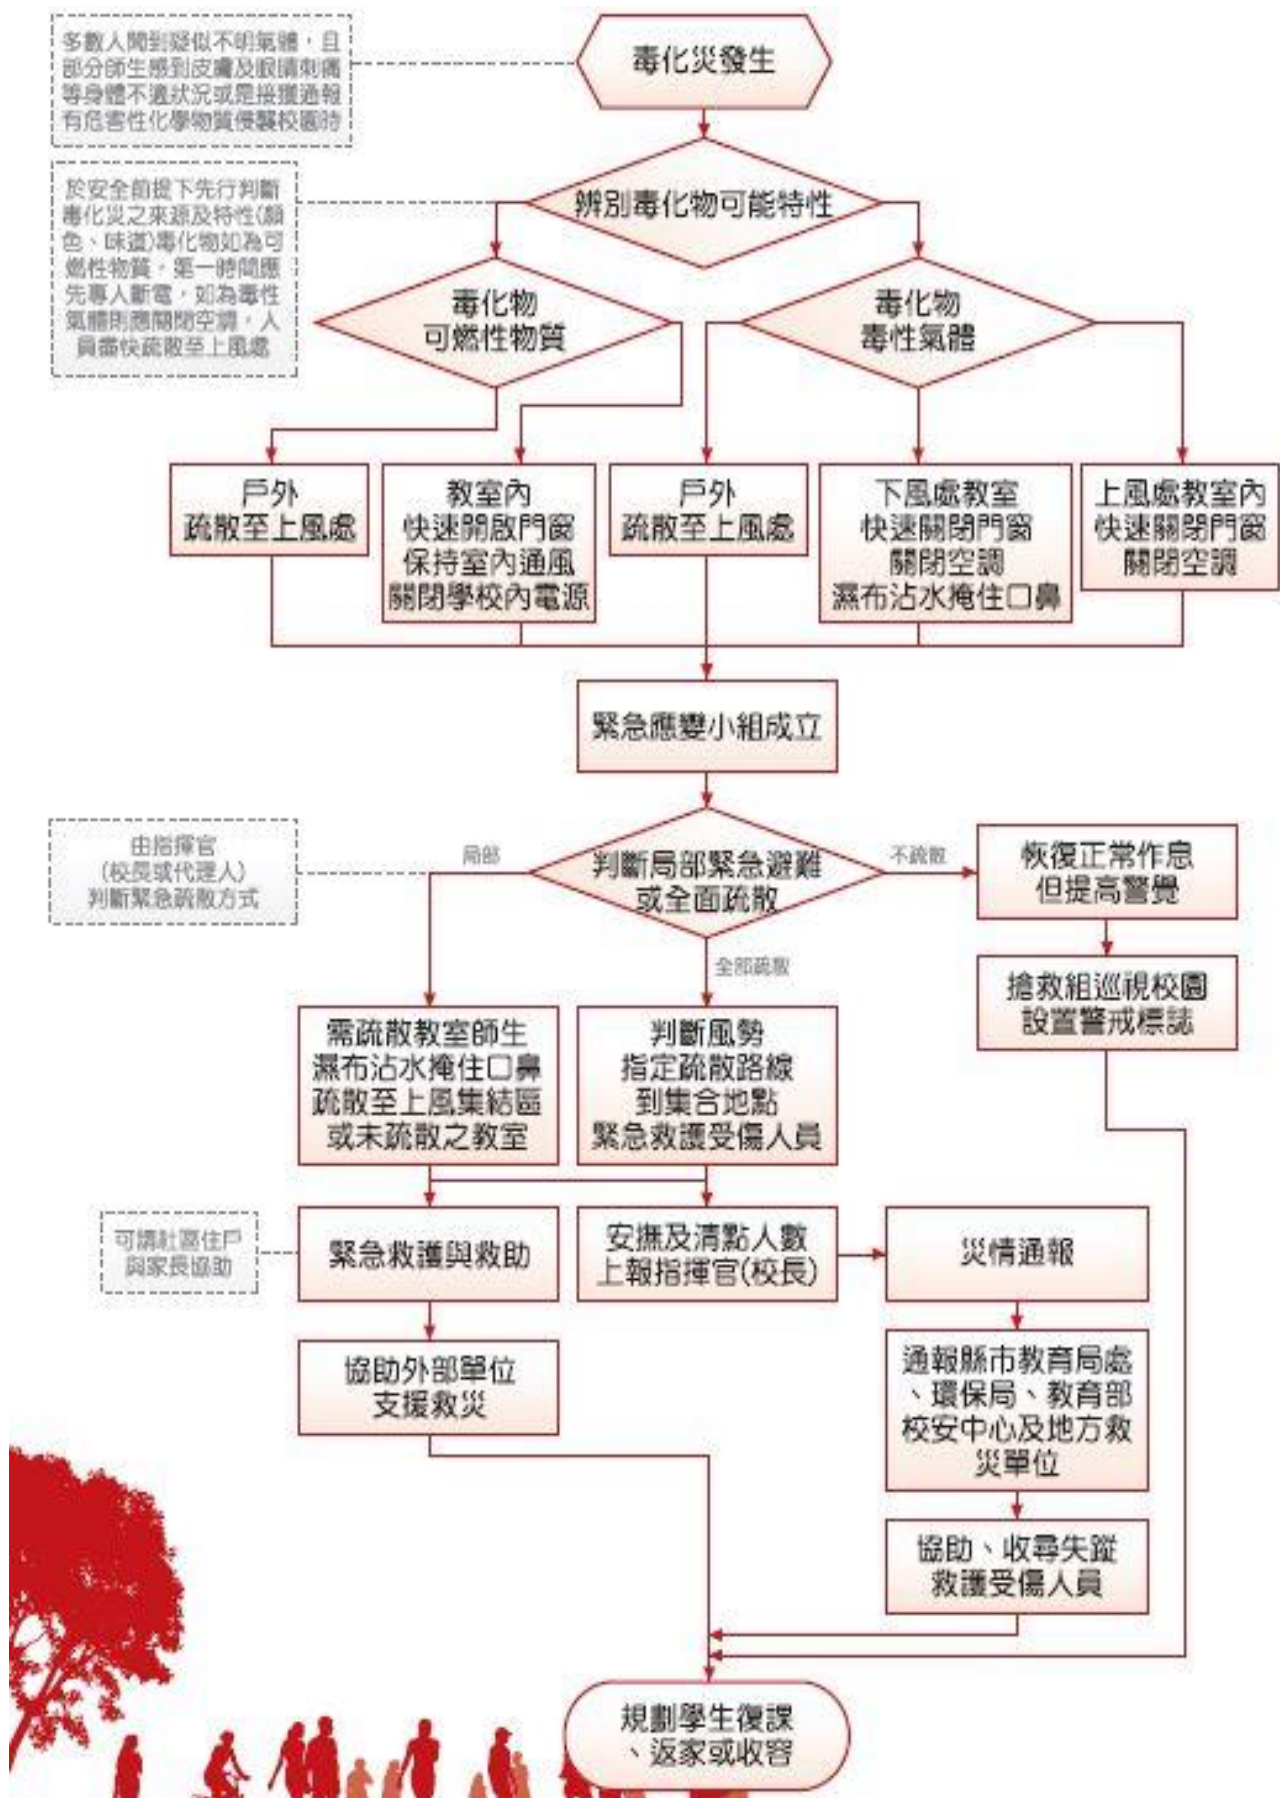 多數人聞到疑似不明氣體，且
部分師生感到皮膚及眼睛刺痛
等身體不適狀況或是接獲通報
有危害性化學物質侵襲校園時
毒化災發生
於安全前提下先行判斷
毒化災之來源及特性(顏
色、味道)毒化物如為可
燃性物質，第一時間應
先專人斷電，如為毒性
氣體則應關閉空調，人
員盡快疏散至上風處
辨別毒化物可能特性
毒化物
可燃性物質
毒化物
毒性氣體
戶外
疏散至上風處
教室內
快速開啟門窗
保持室內通風
關閉學校內電源
戶外
疏散至上風處
下風處教室
快速關閉門窗
關閉空調
濕布沾水掩住口鼻
上風處教室內
快速關閉門窗
關閉空調
緊急應變小組成立
由指揮官
(校長或代理人)
判斷緊急疏散方式
局部
判斷局部緊急避難
或全面疏散
不疏散
全部疏散
恢復正常作息
但提高警覺
搶救組巡視校園
設置警戒標誌
需疏散教室師生
濕布沾水掩住口鼻
疏散至上風集結區
或未疏散之教室
判斷風勢
指定疏散路線
到集合地點
緊急救護受傷人員
可請社區住戶
與家長協助
緊急救護與救助
安撫及清點人數
上報指揮官(校長)
災情通報
協助外部單位
支援救災
通報縣市教育局處
、環保局、教育部
校安中心及地方救
災單位
協助、收尋失蹤
救護受傷人員
規劃學生復課
、返家或收容